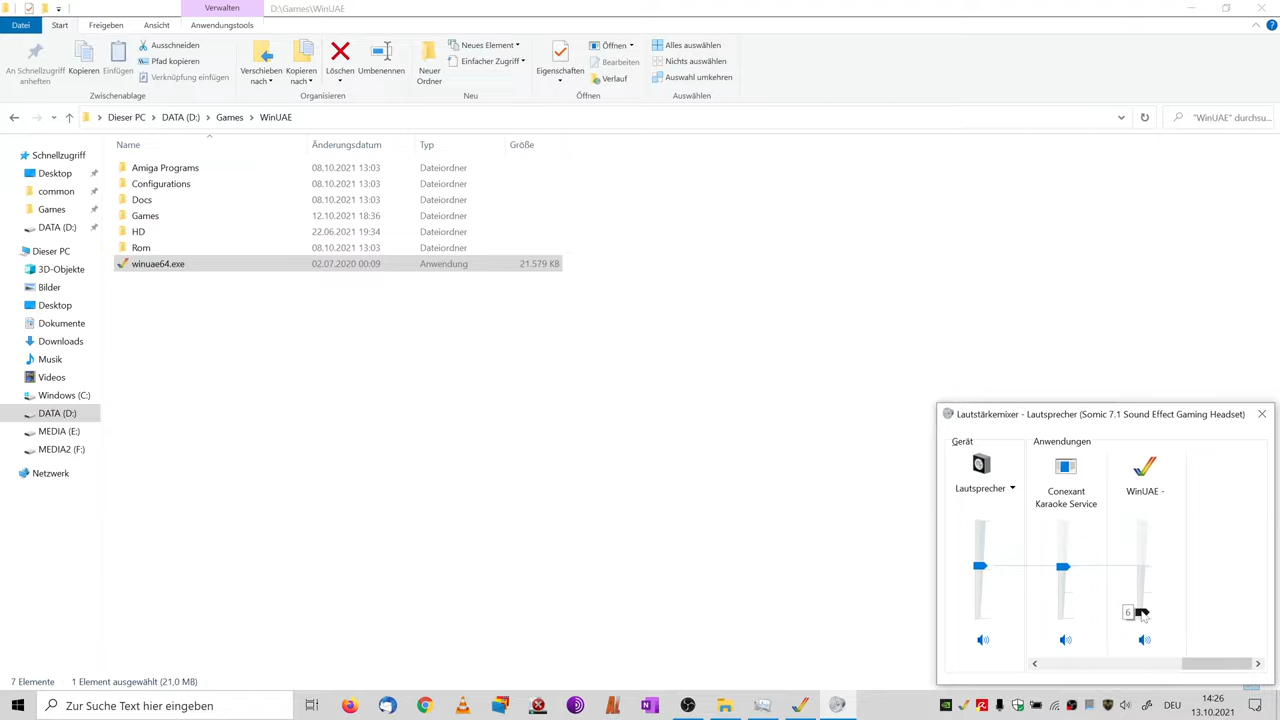 Verwalten
D:\Games\WinUAE
Datei
Start
Freigeben
Ansicht
Anwendungstools
An Schnellzugriff
anheften
Kopieren
Einfügen
Ausschneiden
Pfad kopieren
Verknüpfung einfügen
Zwischenablage
Verschieben
nach
Kopieren
nach
Löschen
Umbenennen
Organisieren
Neuer
Ordner
Neues Element
Einfacher Zugriff
Neu
Eigenschaften
Öffnen
Bearbeiten
Verlauf
Öffnen
Alles auswählen
Nichts auswählen
Auswahl umkehren
Auswählen
Dieser PC
DATA (D:)
Games
WinUAE
"WinUAE" durchsu...
Name
Änderungsdatum
Typ
Größe
Schnellzugriff
Desktop
common
Games
DATA (D:)
Dieser PC
3D-Objekte
Bilder
Desktop
Dokumente
Downloads
Musik
Videos
Windows (C:)
DATA (D:)
MEDIA (E:)
MEDIA2 (F:)
Netzwerk
Amiga Programs 08.10.2021 13:03 Dateiordner
Configurations 08.10.2021 13:03 Dateiordner
Docs 08.10.2021 13:03 Dateiordner
Games 12.10.2021 18:36 Dateiordner
HD 22.06.2021 19:34 Dateiordner
Rom 08.10.2021 13:03 Dateiordner
winuae64.exe 02.07.2020 00:09 Anwendung 21.579 KB
Lautstärkemixer - Lautsprecher (Somic 7.1 Sound Effect Gaming Headset)
Gerät
Anwendungen
Lautsprecher
Conexant
Karaoke Service
WinUAE -
6
7 Elemente
1 Element ausgewählt (21,0 MB)
Zur Suche Text hier eingeben
DEU
14:26
13.10.2021